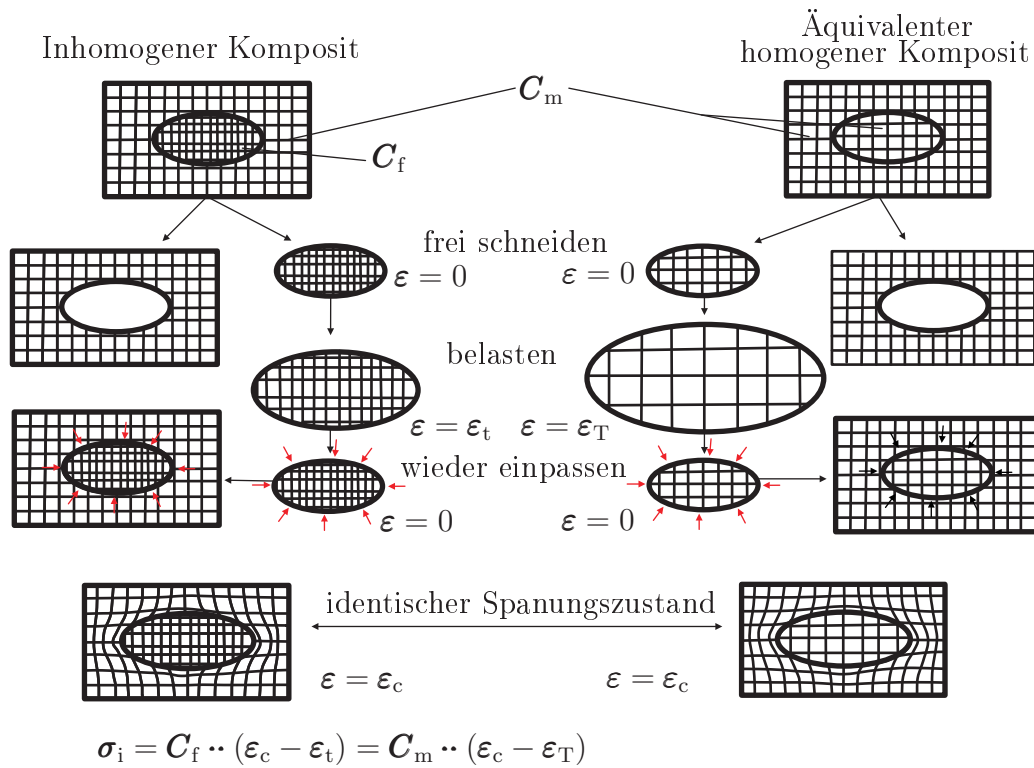 Inhomogener Komposit
Äquivalenter
homogener Komposit
C_m
C_f
frei schneiden
ε = 0
ε = 0
belasten
ε = ε_t
ε = ε_T
wieder einpassen
ε = 0
ε = 0
identischer Spanungszustand
ε = ε_c
ε = ε_c
σ_i = C_f ·· (ε_c − ε_t) = C_m ·· (ε_c − ε_T)